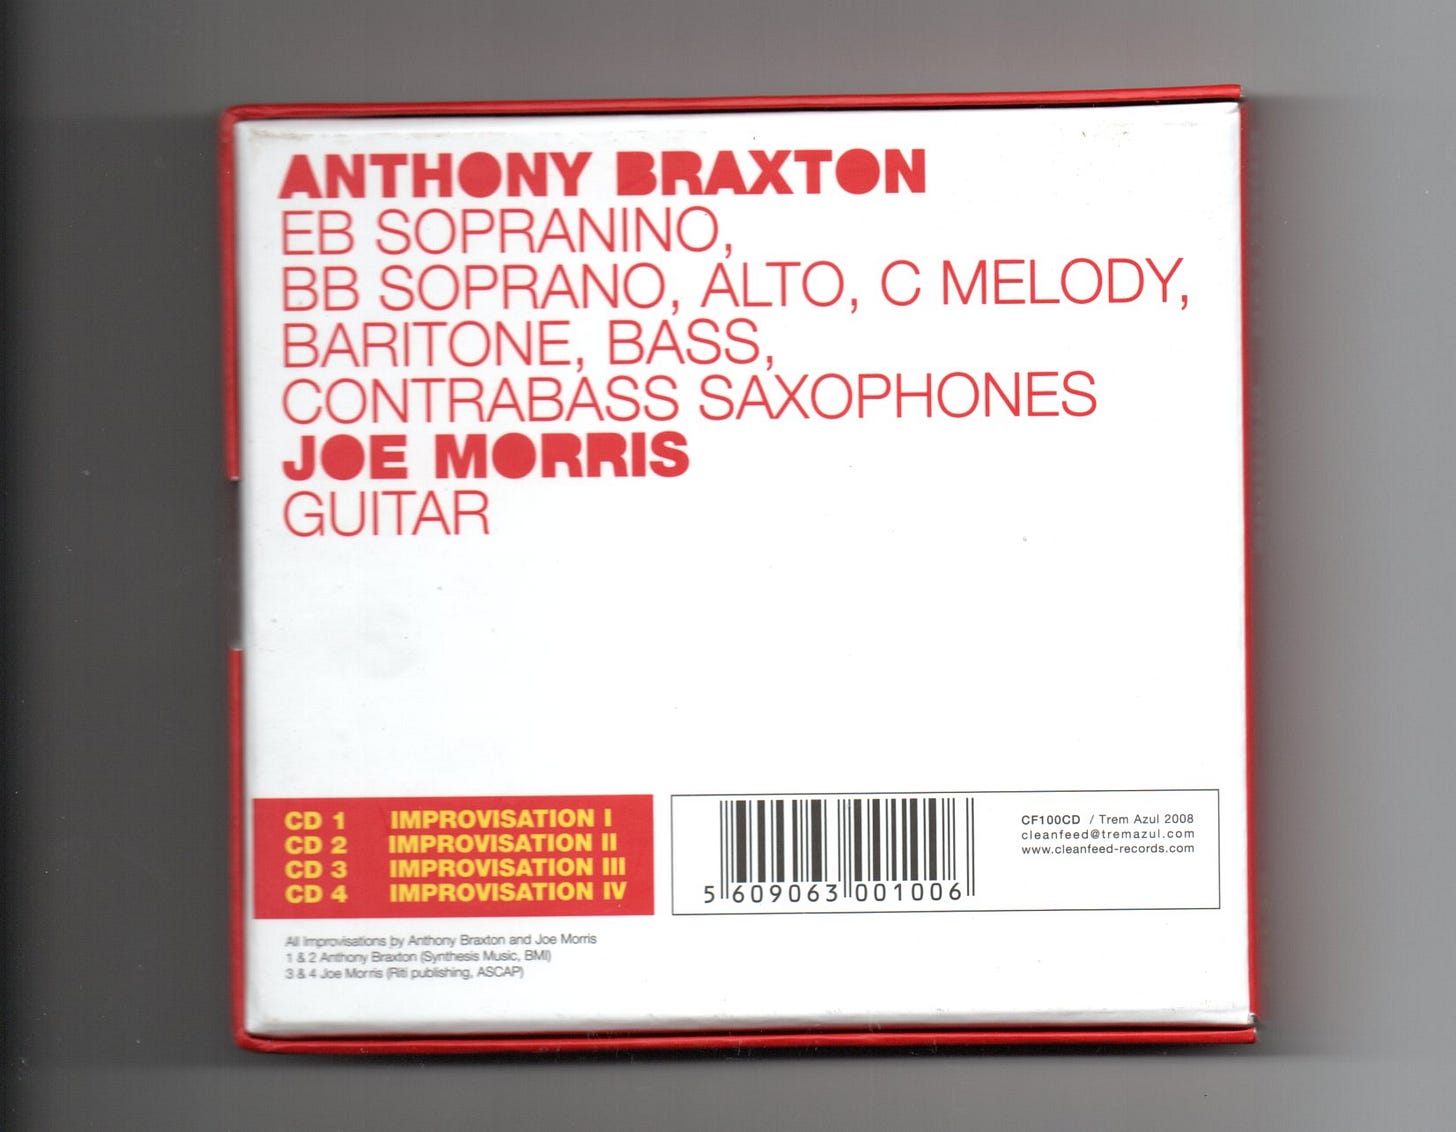 ANTHONY BRAXTON
EB SOPRANINO,
BB SOPRANO, ALTO, C MELODY,
BARITONE, BASS,
CONTRABASS SAXOPHONES
JOE MORRIS
GUITAR
CD 1 IMPROVISATION I
CD 2 IMPROVISATION II
CD 3 IMPROVISATION III
CD 4 IMPROVISATION IV
5 609063 001006
CF100CD / Trem Azul 2008
cleanfeed@tremazul.com
www.cleanfeed-records.com
All Improvisations by Anthony Braxton and Joe Morris
1 & 2 Anthony Braxton (Synthesis Music, BMI)
3 & 4 Joe Morris (Riti publishing, ASCAP)